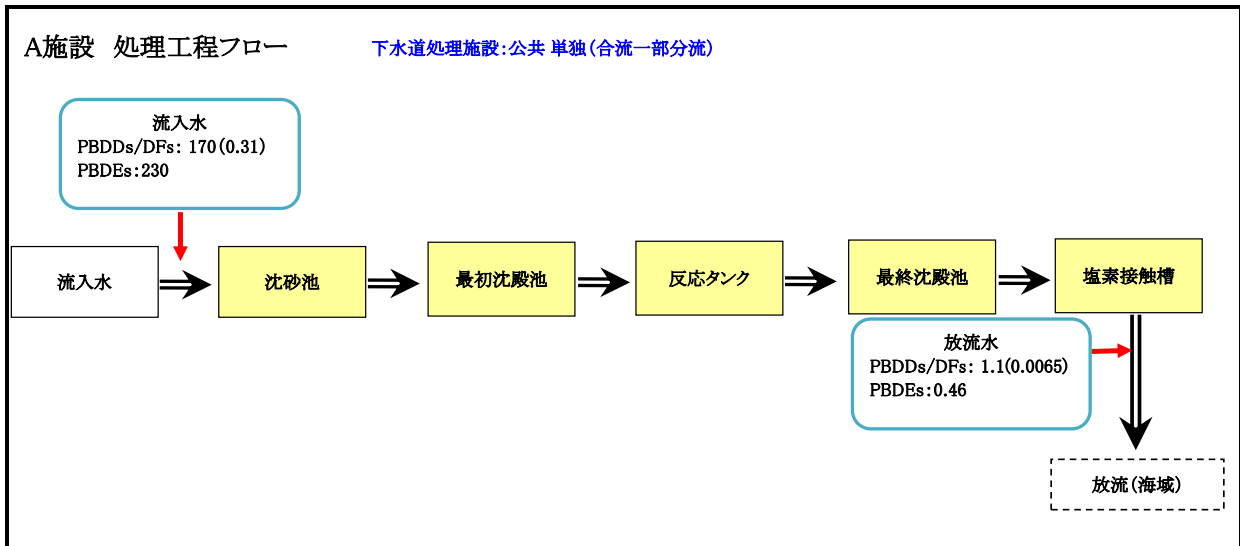 A施設　処理工程フロー
下水道処理施設:公共 単独(合流一部分流)
流入水
PBDDs/DFs: 170(0.31)
PBDEs:230
流入水
沈砂池
最初沈殿池
反応タンク
最終沈殿池
塩素接触槽
放流水
PBDDs/DFs: 1.1(0.0065)
PBDEs:0.46
放流(海域)